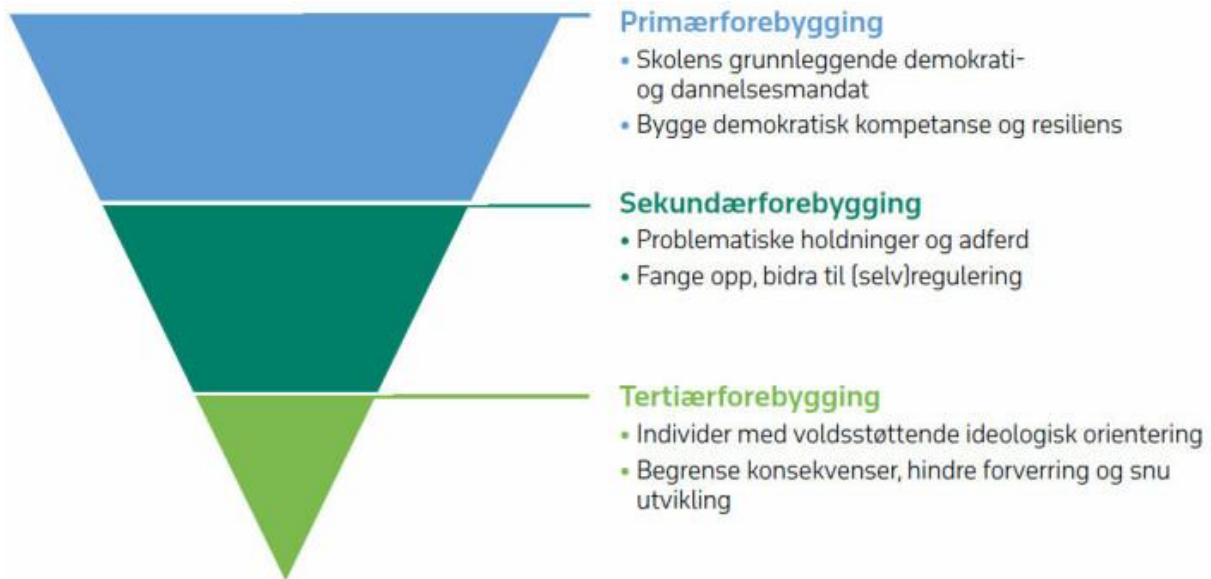 Primærforebygging
• Skolens grunnleggende demokrati-
og dannelsesmandat
• Bygge demokratisk kompetanse og resiliens
Sekundærforebygging
• Problematiske holdninger og adferd
• Fange opp, bidra til (selv)regulering
Tertiærforebygging
• Individer med voldsstøttende ideologisk orientering
• Begrense konsekvenser, hindre forverring og snu
utvikling